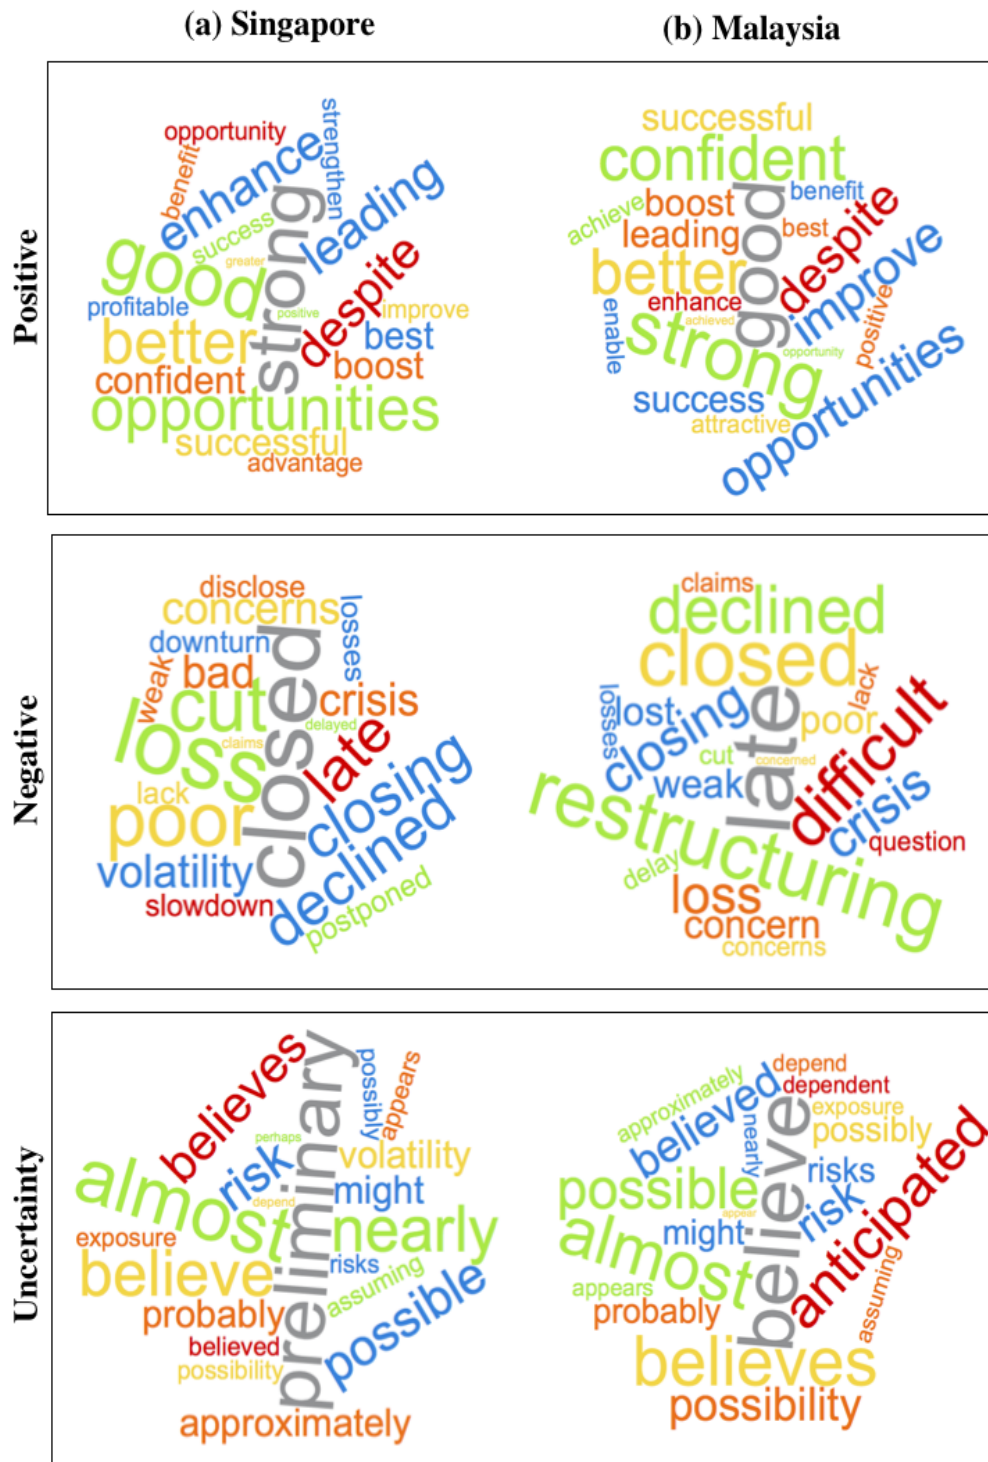 (a) Singapore
(b) Malaysia
Positive
opportunity
strengthen
benefit
enhance
success
strong
leading
greater
good
despite
profitable
positive
improve
better
best
confident
boost
opportunities
successful
advantage
successful
confident
good
benefit
achieve
boost
best
despite
leading
better
improve
enhance
achieved
enable
positive
strong
opportunity
success
opportunities
attractive
Negative
disclose
concerns
losses
downturn
closed
weak
bad
cut
crisis
loss
delayed
claims
late
lack
closing
poor
declined
volatility
slowdown
postponed
claims
declined
closed
late
lack
losses
lost
closing
poor
difficult
cut
concerned
weak
restructuring
crisis
question
delay
loss
concern
concerns
Uncertainty
believes
preliminary
possibly
appears
perhaps
risk
volatility
almost
depend
might
nearly
exposure
believe
risks
assuming
probably
possible
believed
possibility
approximately
depend
approximately
believed
dependent
nearly
believe
exposure
possibly
possible
risks
risk
anticipated
appear
might
almost
appears
assuming
probably
believes
possibility